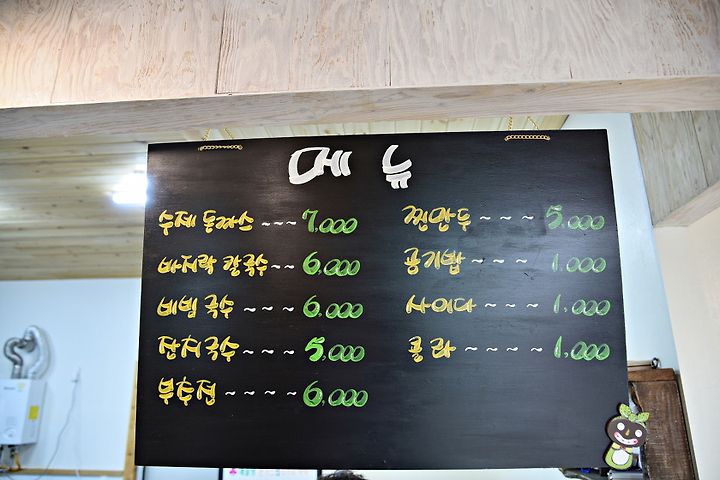 메뉴
수제 돈까스 ~~~ 7,000
바지락 칼국수~~ 6,000
비빔 국수 ~~~ 6,000
잔치국수~~~ 5,000
부추전 ~~~~ 6,000
찐만두 ~~~ 5,000
공기밥 ~~~ 1,000
사이다 ~~~ 1,000
콜라 ~~~~ 1,000